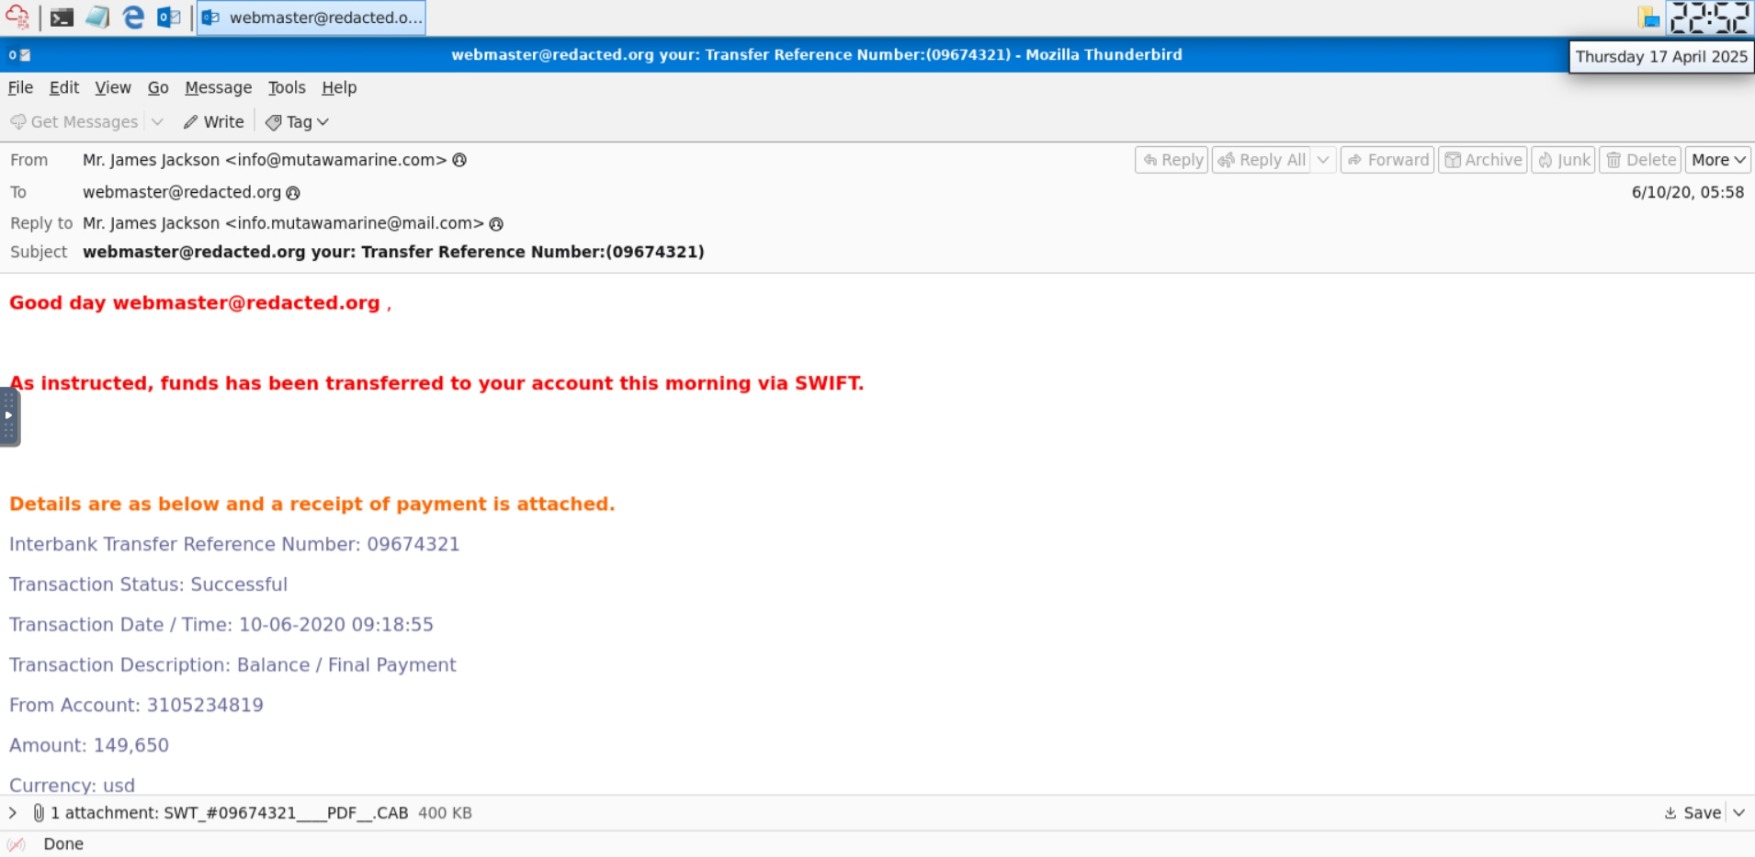 webmaster@redacted.o...
22:52
webmaster@redacted.org your: Transfer Reference Number:(09674321) - Mozilla Thunderbird
Thursday 17 April 2025
File Edit View Go Message Tools Help
Get Messages Write Tag
From Mr. James Jackson <info@mutawamarine.com> Reply Reply All Forward Archive Junk Delete More
To webmaster@redacted.org 6/10/20, 05:58
Reply to Mr. James Jackson <info.mutawamarine@mail.com>
Subject webmaster@redacted.org your: Transfer Reference Number:(09674321)
Good day webmaster@redacted.org ,
As instructed, funds has been transferred to your account this morning via SWIFT.
Details are as below and a receipt of payment is attached.
Interbank Transfer Reference Number: 09674321
Transaction Status: Successful
Transaction Date / Time: 10-06-2020 09:18:55
Transaction Description: Balance / Final Payment
From Account: 3105234819
Amount: 149,650
Currency: usd
1 attachment: SWT_#09674321____PDF__.CAB 400 KB Save
Done